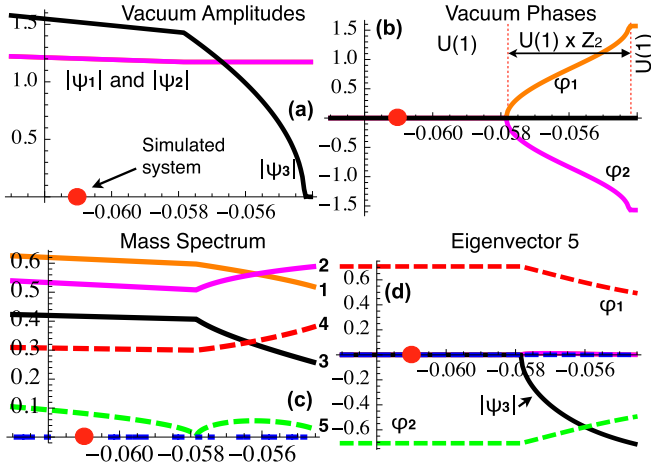 Vacuum Amplitudes
1.5
1.0
0.5
|ψ1| and |ψ2|
(a)
Simulated
system
|ψ3|
−0.060 −0.058 −0.056
(b)
Vacuum Phases
U(1)
U(1) x Z2
U(1)
1.5
1.0
0.5
−0.5
−1.0
−1.5
φ1
−0.060 −0.058 −0.056
φ2
Mass Spectrum
0.6
0.5
0.4
0.3
0.2
0.1
2
1
4
3
(c)
5
−0.060 −0.058 −0.056
Eigenvector 5
(d)
0.6
0.4
0.2
−0.2
−0.4
−0.6
φ1
−0.060 −0.058 −0.056
|ψ3|
φ2